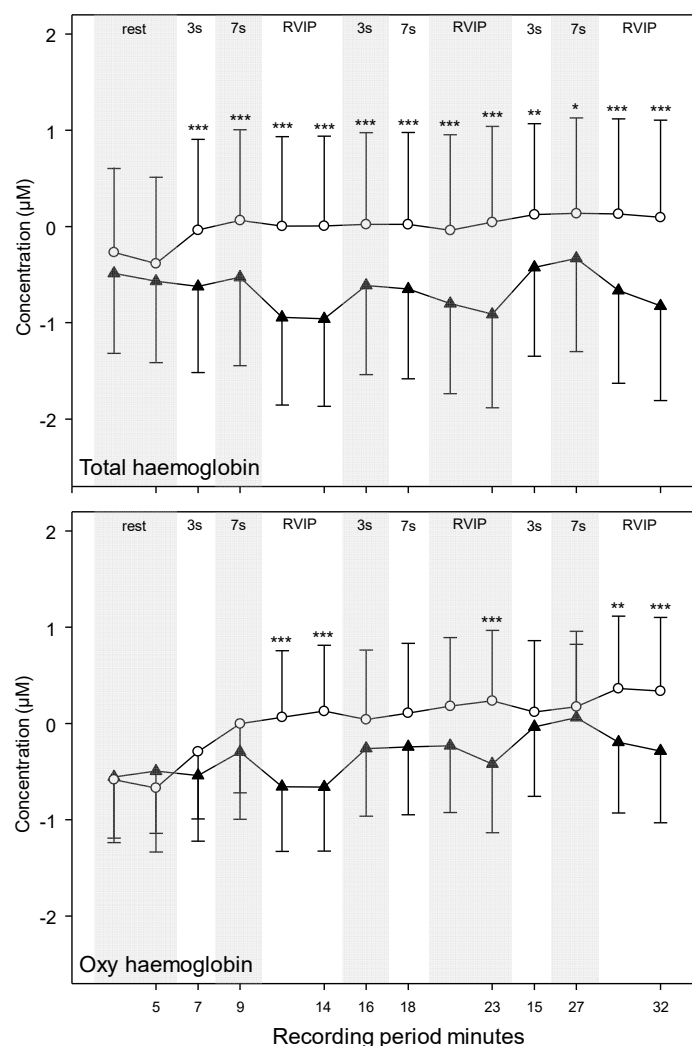 2
rest 3s 7s RVIP 3s 7s RVIP 3s 7s RVIP
*** *** *** *** *** *** *** *** ** * *** ***
1
0
-1
-2
Concentration (µM)
Total haemoglobin
2
rest 3s 7s RVIP 3s 7s RVIP 3s 7s RVIP
*** *** *** ** ***
1
0
-1
-2
Concentration (µM)
Oxy haemoglobin
5 7 9 14 16 18 23 15 27 32
Recording period minutes